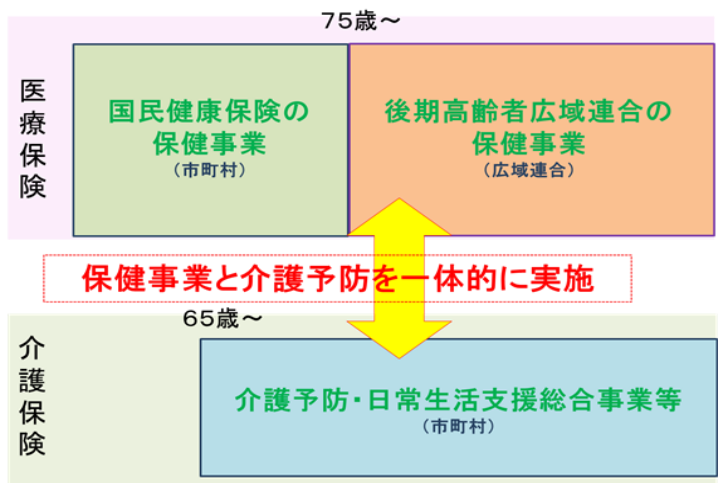 75歳～
医療保険
国民健康保険の
保健事業
（市町村）
後期高齢者広域連合の
保健事業
（広域連合）
保健事業と介護予防を一体的に実施
65歳～
介護保険
介護予防・日常生活支援総合事業等
（市町村）